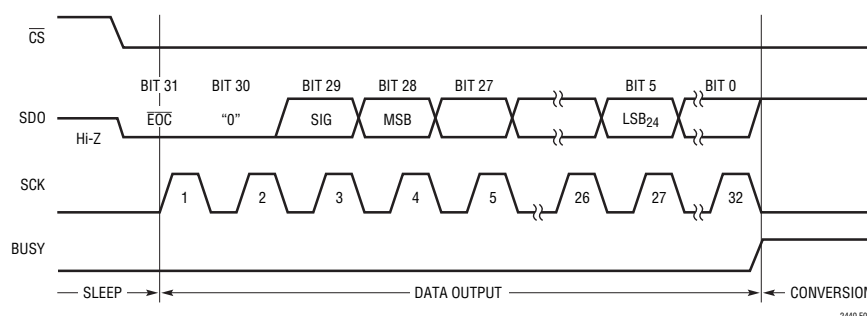 CS
BIT 31 BIT 30 BIT 29 BIT 28 BIT 27 BIT 5 BIT 0
SDO EOC "0" SIG MSB LSB24
Hi-Z
SCK 1 2 3 4 5 26 27 32
BUSY
SLEEP DATA OUTPUT CONVERSION